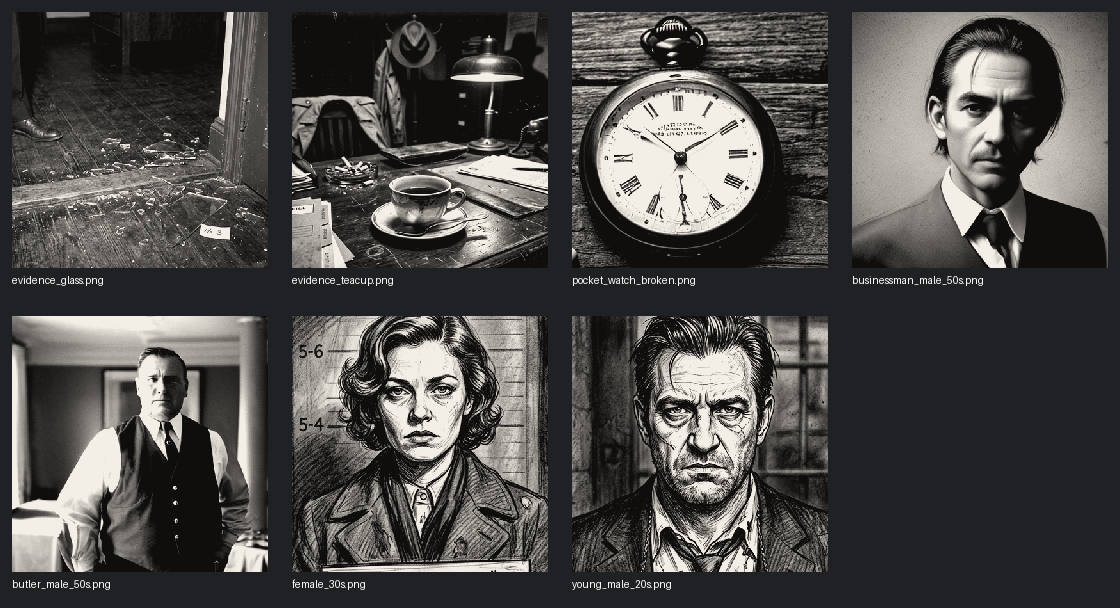 evidence_glass.png
evidence_teacup.png
pocket_watch_broken.png
businessman_male_50s.png
5-6
5-4
butler_male_50s.png
female_30s.png
young_male_20s.png